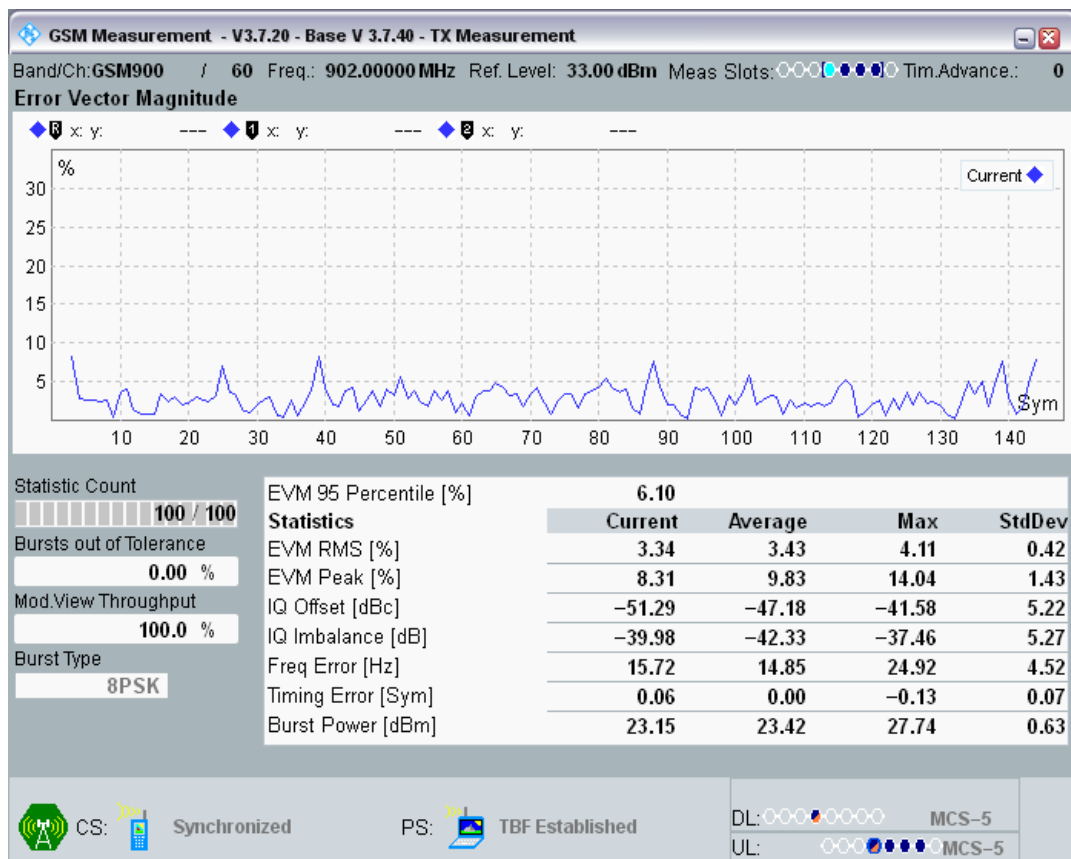 GSM Measurement - V3.7.20 - Base V 3.7.40 - TX Measurement
Band/Ch:GSM900 / 60 Freq.: 902.00000 MHz Ref. Level: 33.00 dBm Meas Slots: Tim.Advance.: 0
Error Vector Magnitude
R x: y: --- 1 x: y: --- 2 x: y: ---
%
Current
30
25
20
15
10
5
Sym
10 20 30 40 50 60 70 80 90 100 110 120 130 140
Statistic Count
100 / 100
Bursts out of Tolerance
0.00 %
Mod.View Throughput
100.0 %
Burst Type
8PSK
EVM 95 Percentile [%] 6.10
Statistics Current Average Max StdDev
EVM RMS [%] 3.34 3.43 4.11 0.42
EVM Peak [%] 8.31 9.83 14.04 1.43
IQ Offset [dBc] −51.29 −47.18 −41.58 5.22
IQ Imbalance [dB] −39.98 −42.33 −37.46 5.27
Freq Error [Hz] 15.72 14.85 24.92 4.52
Timing Error [Sym] 0.06 0.00 −0.13 0.07
Burst Power [dBm] 23.15 23.42 27.74 0.63
CS: Synchronized PS: TBF Established
DL: MCS−5
UL: MCS−5